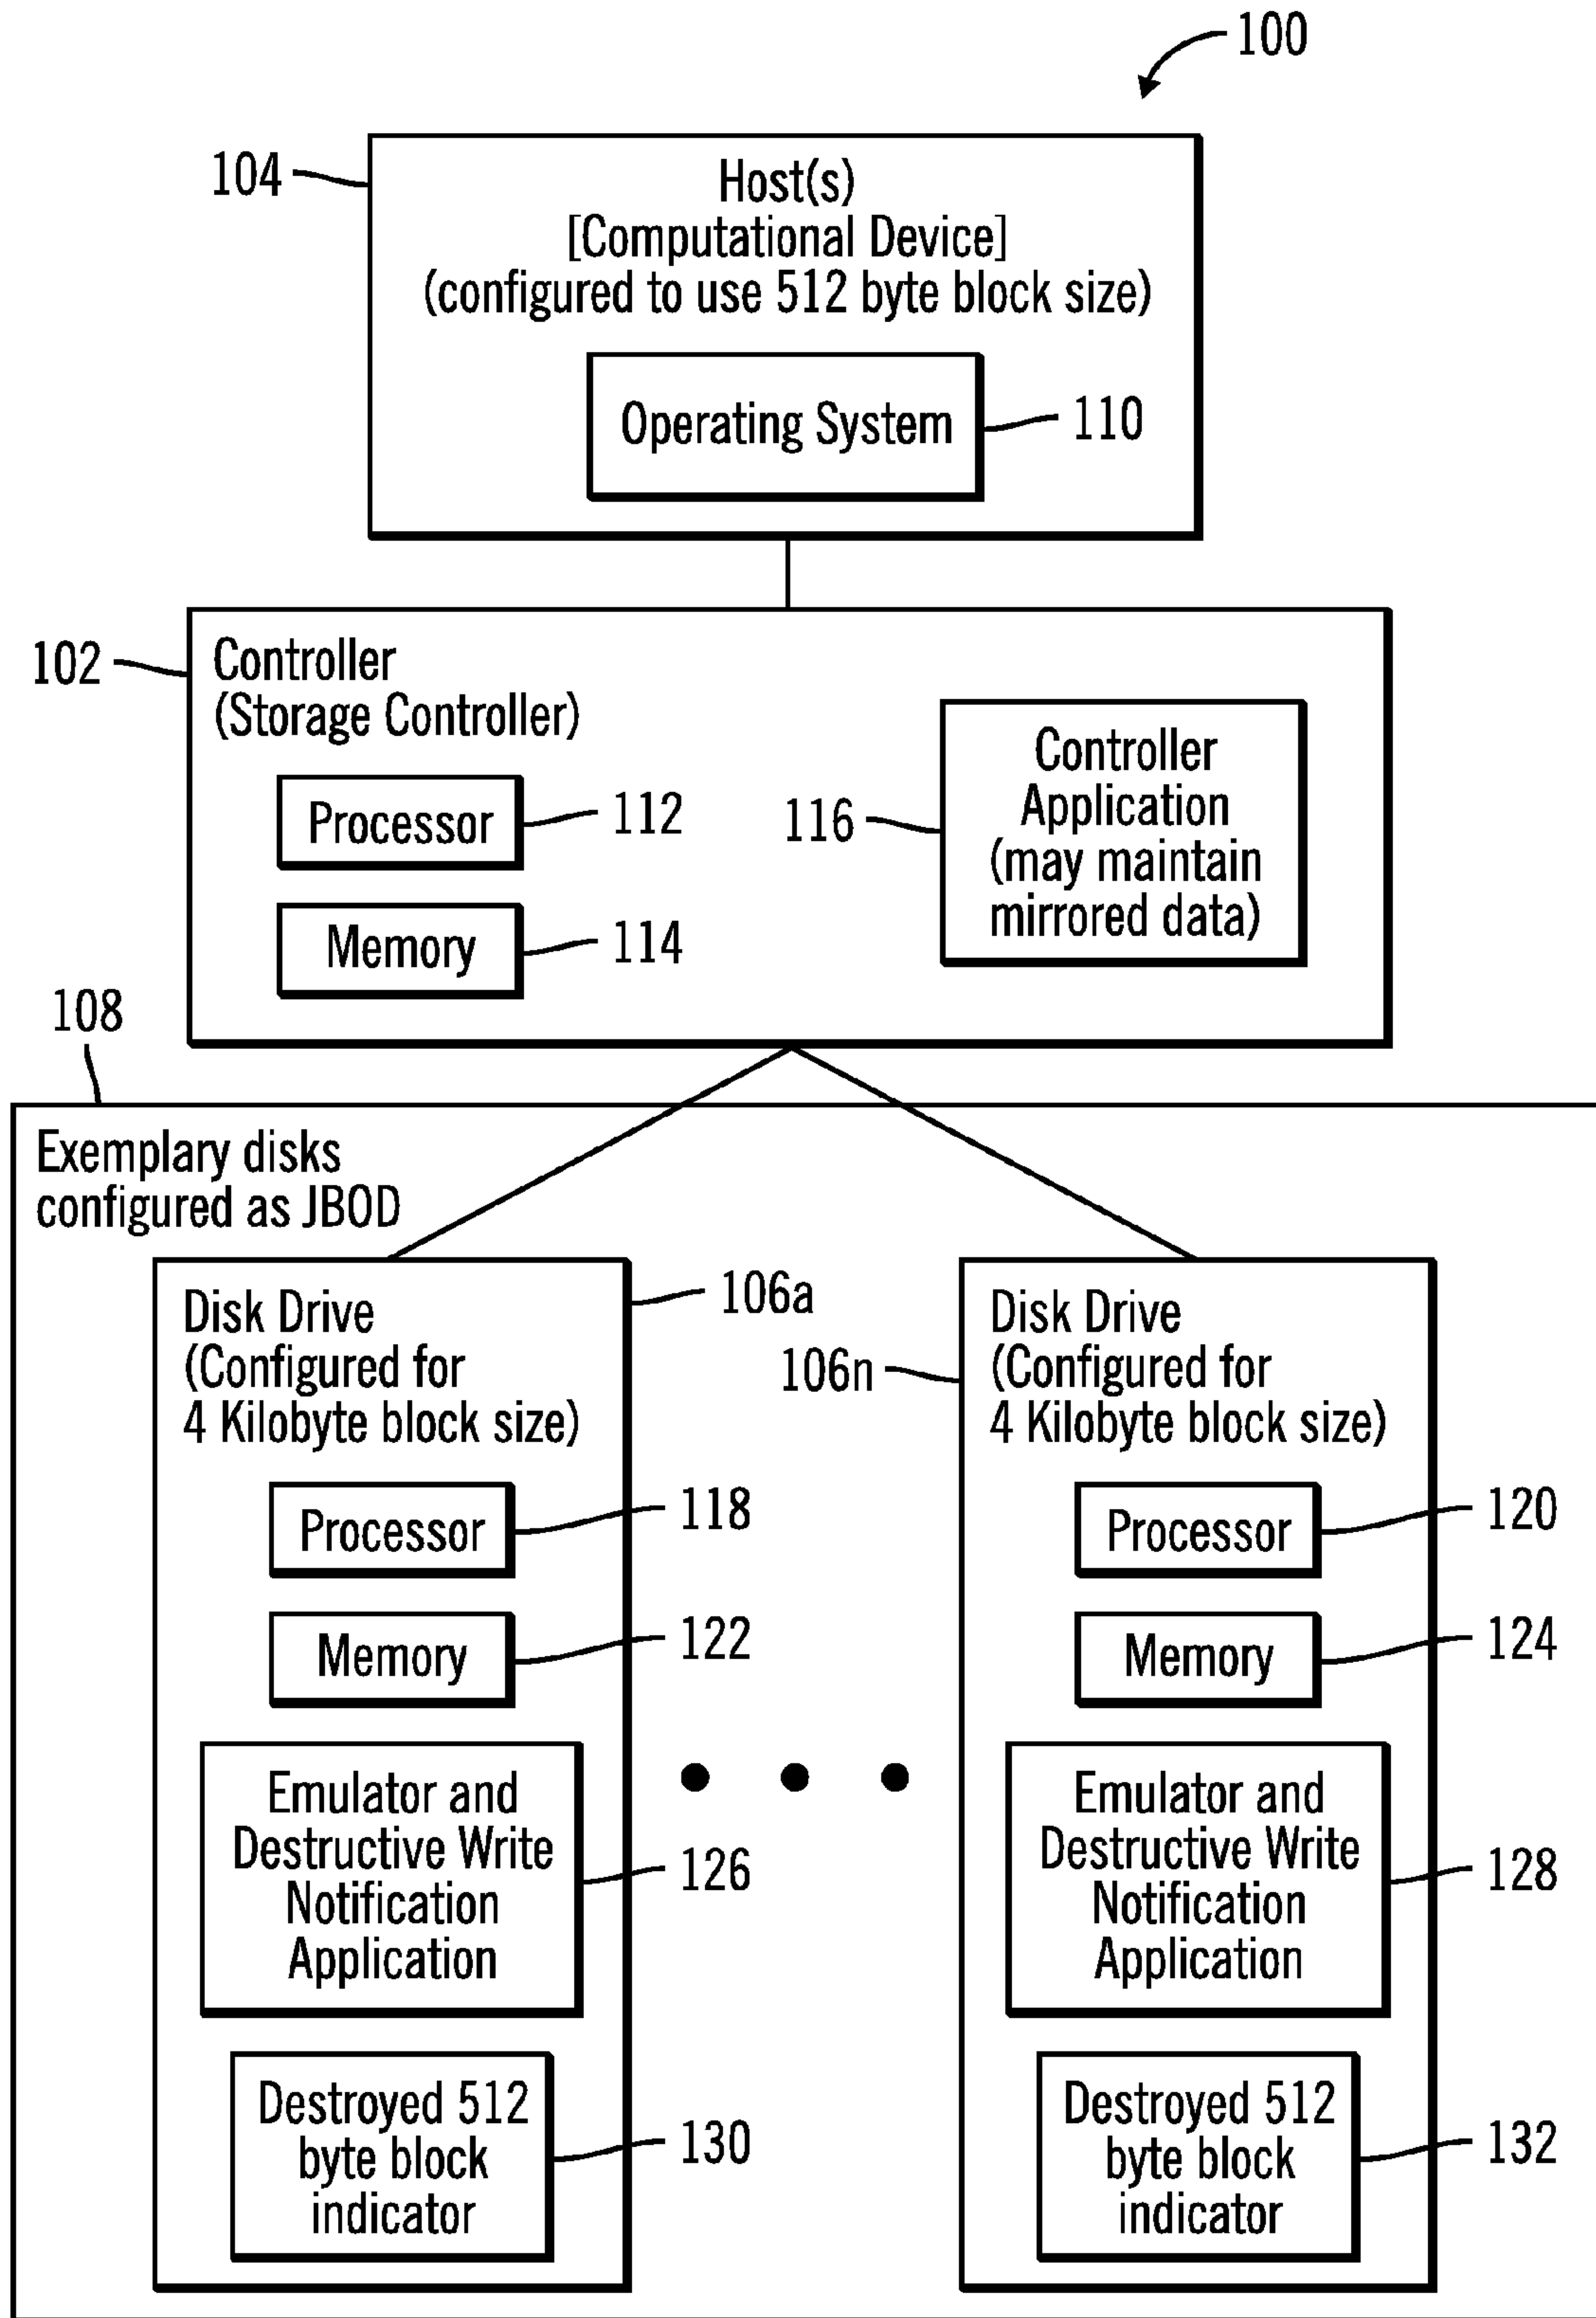 100
104
Host(s)
[Computational Device]
(configured to use 512 byte block size)
Operating System
110
102
Controller
(Storage Controller)
Processor
112
Memory
114
116
Controller
Application
(may maintain
mirrored data)
108
Exemplary disks
configured as JBOD
106a
Disk Drive
(Configured for
4 Kilobyte block size)
Processor
118
Memory
122
Emulator and
Destructive Write
Notification
Application
126
Destroyed 512
byte block
indicator
130
106n
Disk Drive
(Configured for
4 Kilobyte block size)
Processor
120
Memory
124
Emulator and
Destructive Write
Notification
Application
128
Destroyed 512
byte block
indicator
132